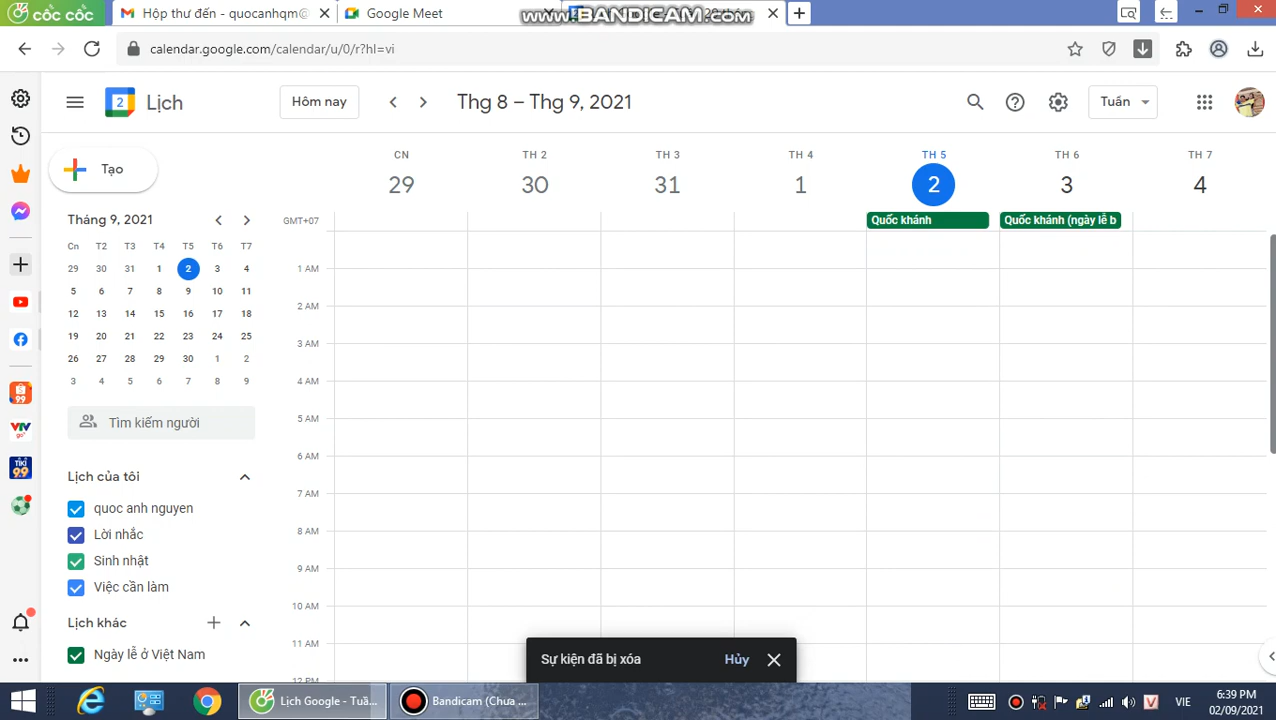 cốc cốc
Hộp thư đến - quocanhqm@
Google Meet
www.BANDICAM.com
calendar.google.com/calendar/u/0/r?hl=vi
2
Lịch
Hôm nay
Thg 8 – Thg 9, 2021
Tuần
Tạo
CN
TH 2
TH 3
TH 4
TH 5
TH 6
TH 7
29
30
31
1
2
3
4
GMT+07
Quốc khánh
Quốc khánh (ngày lễ b
Tháng 9, 2021
Cn T2 T3 T4 T5 T6 T7
29 30 31 1 2 3 4
5 6 7 8 9 10 11
12 13 14 15 16 17 18
19 20 21 22 23 24 25
26 27 28 29 30 1 2
3 4 5 6 7 8 9
Tìm kiếm người
Lịch của tôi
quoc anh nguyen
Lời nhắc
Sinh nhật
Việc cần làm
Lịch khác
Ngày lễ ở Việt Nam
1 AM
2 AM
3 AM
4 AM
5 AM
6 AM
7 AM
8 AM
9 AM
10 AM
11 AM
12 PM
Sự kiện đã bị xóa
Hủy
Lịch Google - Tuầ...
Bandicam (Chưa ...
V
VIE
6:39 PM
02/09/2021